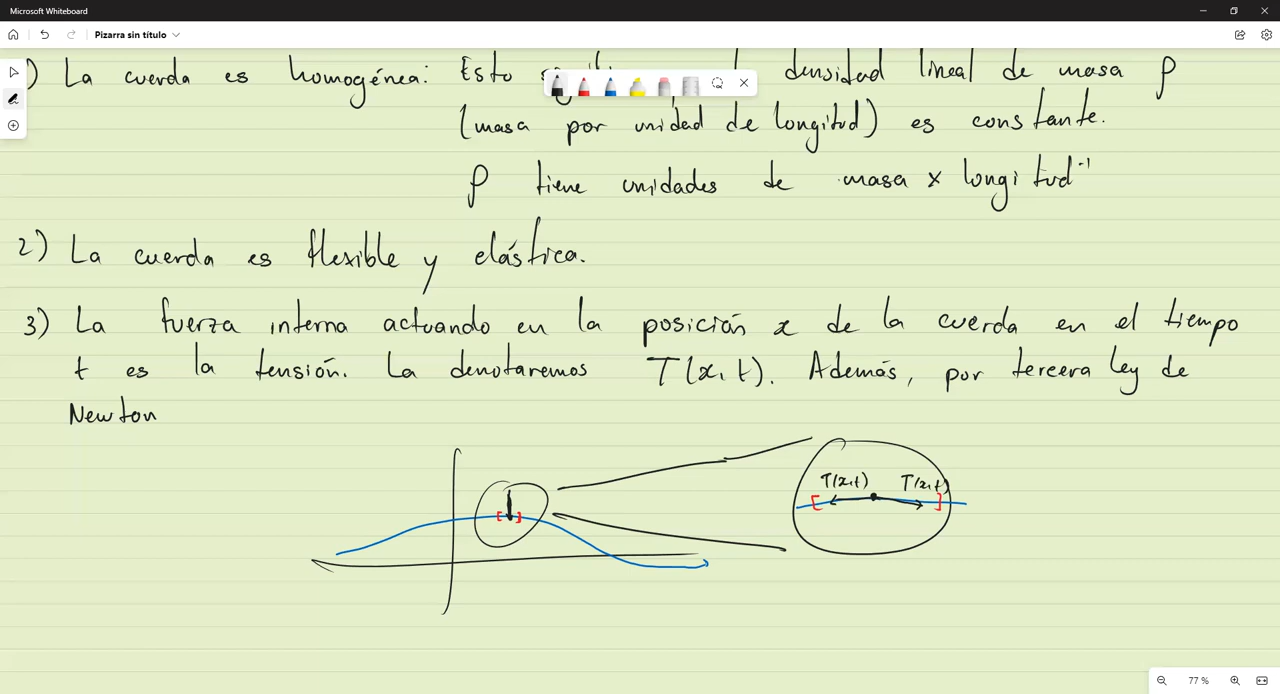 Microsoft Whiteboard
Pizarra sin título
) La cuerda es homogénea: Esto densidad lineal de masa ρ
(masa por unidad de longitud) es constante.
ρ tiene unidades de masa x longitud⁻¹
2) La cuerda es flexible y elástica.
3) La fuerza interna actuando en la posición x de la cuerda en el tiempo
t es la tensión. La denotaremos T(x,t). Además, por tercera ley de
Newton
T(x,t) T(x,t)
[ ]
[ ]
77 %